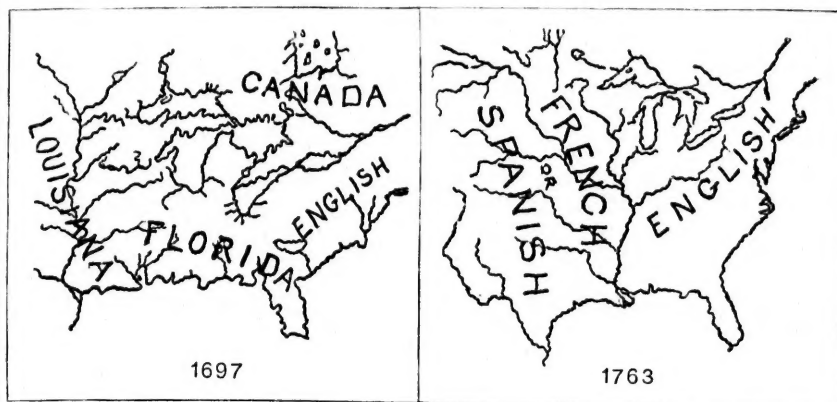 CANADA
LOUISIANA
FLORIDA
ENGLISH
1697
SPANISH
OR
FRENCH
ENGLISH
1763